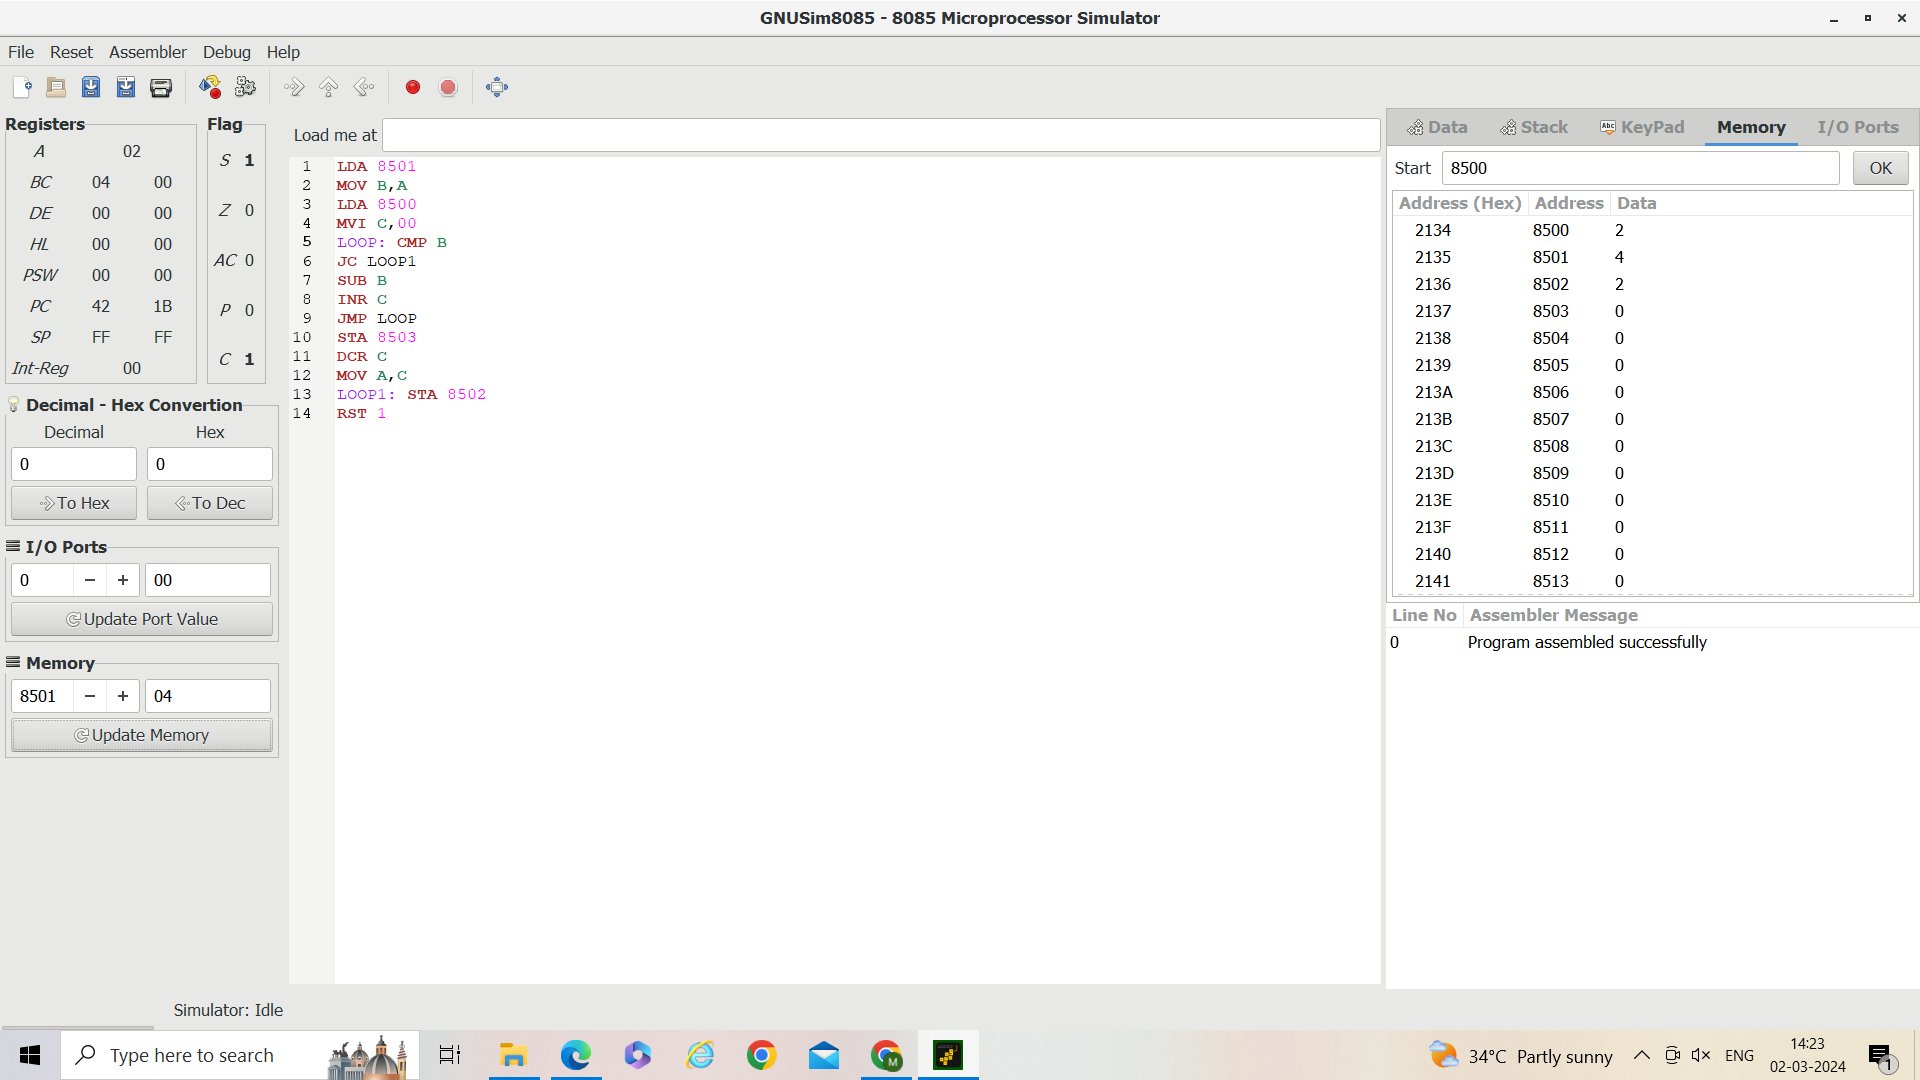 GNUSim8085 - 8085 Microprocessor Simulator
File Reset Assembler Debug Help
Registers
A 02
BC 04 00
DE 00 00
HL 00 00
PSW 00 00
PC 42 1B
SP FF FF
Int-Reg 00
Flag
S 1
Z 0
AC 0
P 0
C 1
Decimal - Hex Convertion
Decimal Hex
0 0
To Hex To Dec
I/O Ports
0 − + 00
Update Port Value
Memory
8501 − + 04
Update Memory
Load me at
1 LDA 8501
2 MOV B,A
3 LDA 8500
4 MVI C,00
5 LOOP: CMP B
6 JC LOOP1
7 SUB B
8 INR C
9 JMP LOOP
10 STA 8503
11 DCR C
12 MOV A,C
13 LOOP1: STA 8502
14 RST 1
Data Stack Abc KeyPad Memory I/O Ports
Start 8500 OK
Address (Hex) Address Data
2134 8500 2
2135 8501 4
2136 8502 2
2137 8503 0
2138 8504 0
2139 8505 0
213A 8506 0
213B 8507 0
213C 8508 0
213D 8509 0
213E 8510 0
213F 8511 0
2140 8512 0
2141 8513 0
Line No Assembler Message
0 Program assembled successfully
Simulator: Idle
Type here to search
M
34°C Partly sunny
ENG
14:23
02-03-2024
1